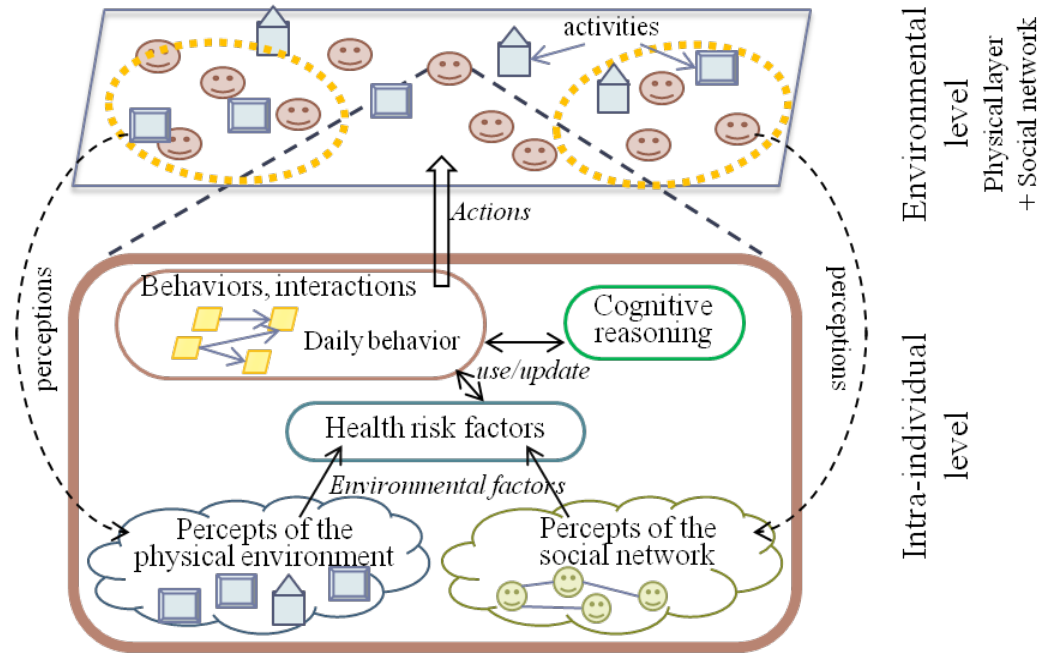 activities
Environmental
level
Physical layer
+ Social network
Actions
perceptions
perceptions
Behaviors, interactions
Daily behavior
Cognitive
reasoning
use/update
Health risk factors
Environmental factors
Intra-individual
level
Percepts of the
physical environment
Percepts of the
social network